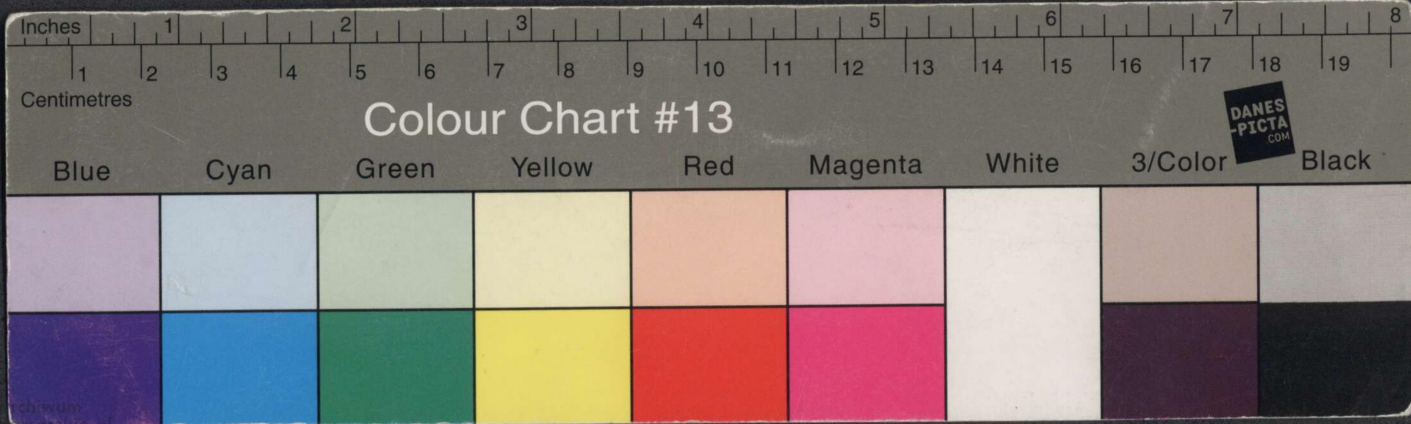 Inches 1 2 3 4 5 6 7 8
1 2 3 4 5 6 7 8 9 10 11 12 13 14 15 16 17 18 19
Centimetres
Colour Chart #13
DANES
-PICTA
.COM
Blue Cyan Green Yellow Red Magenta White 3/Color Black